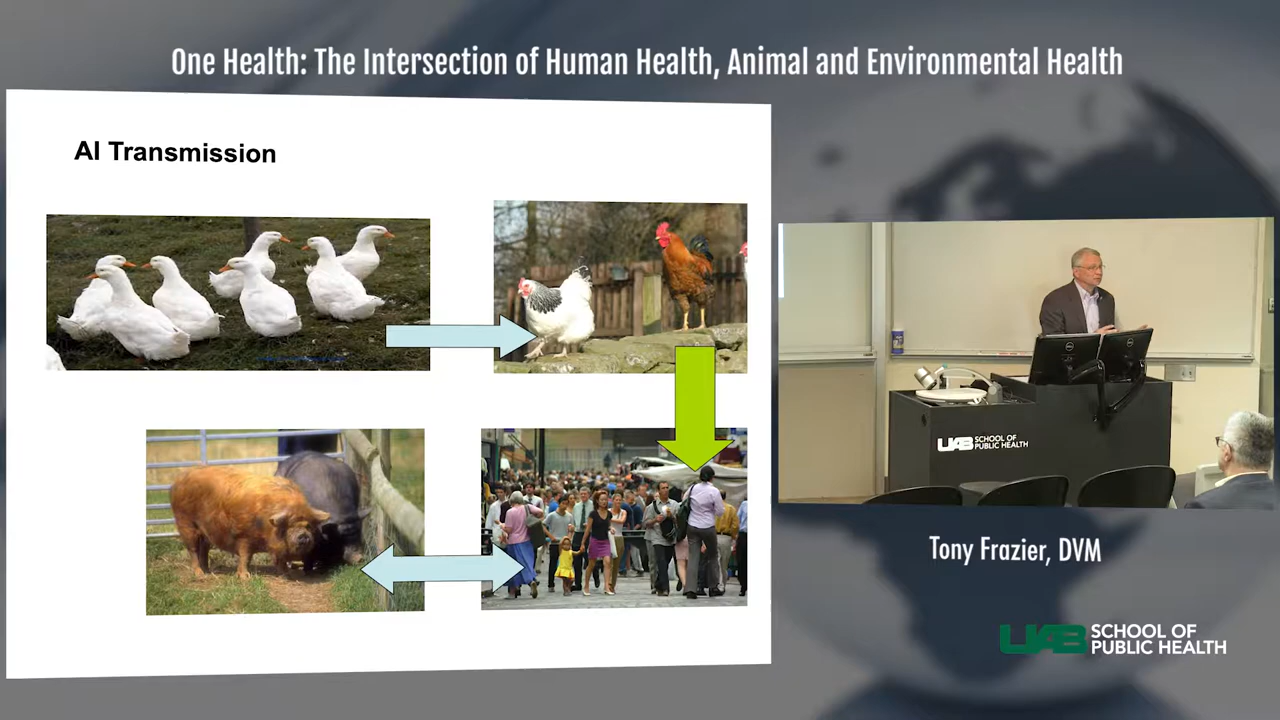 One Health: The Intersection of Human Health, Animal and Environmental Health
AI Transmission
UAB SCHOOL OF
PUBLIC HEALTH
Tony Frazier, DVM
UAB SCHOOL OF
PUBLIC HEALTH